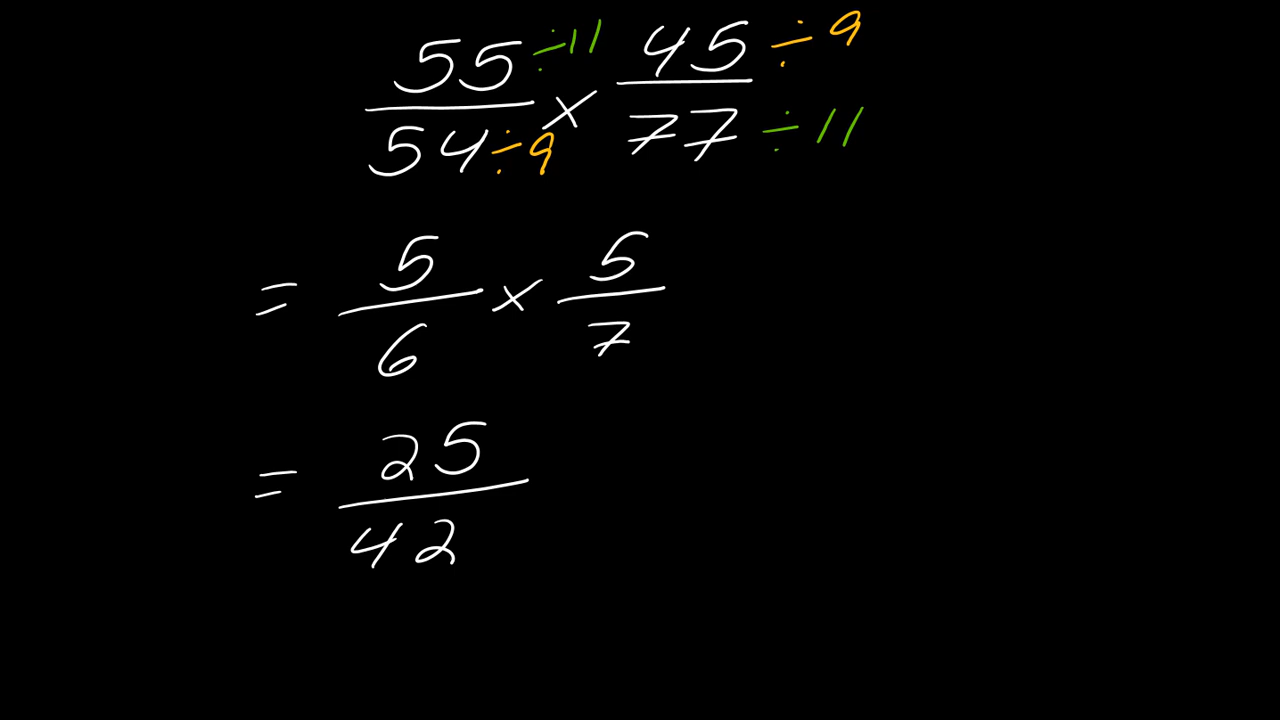 55 ÷11 × 45 ÷9
54 ÷9 77 ÷11
= 5 × 5
6 7
= 25
42